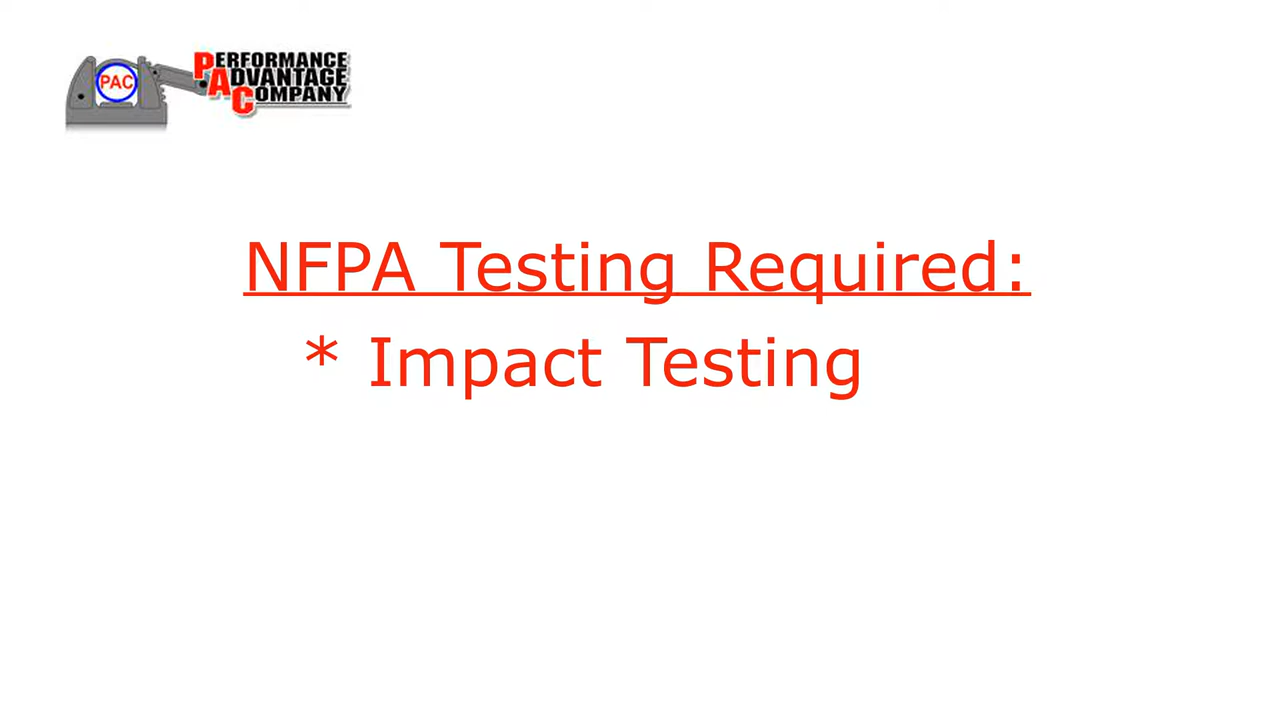 PAC
PERFORMANCE
ADVANTAGE
COMPANY
NFPA Testing Required:
* Impact Testing